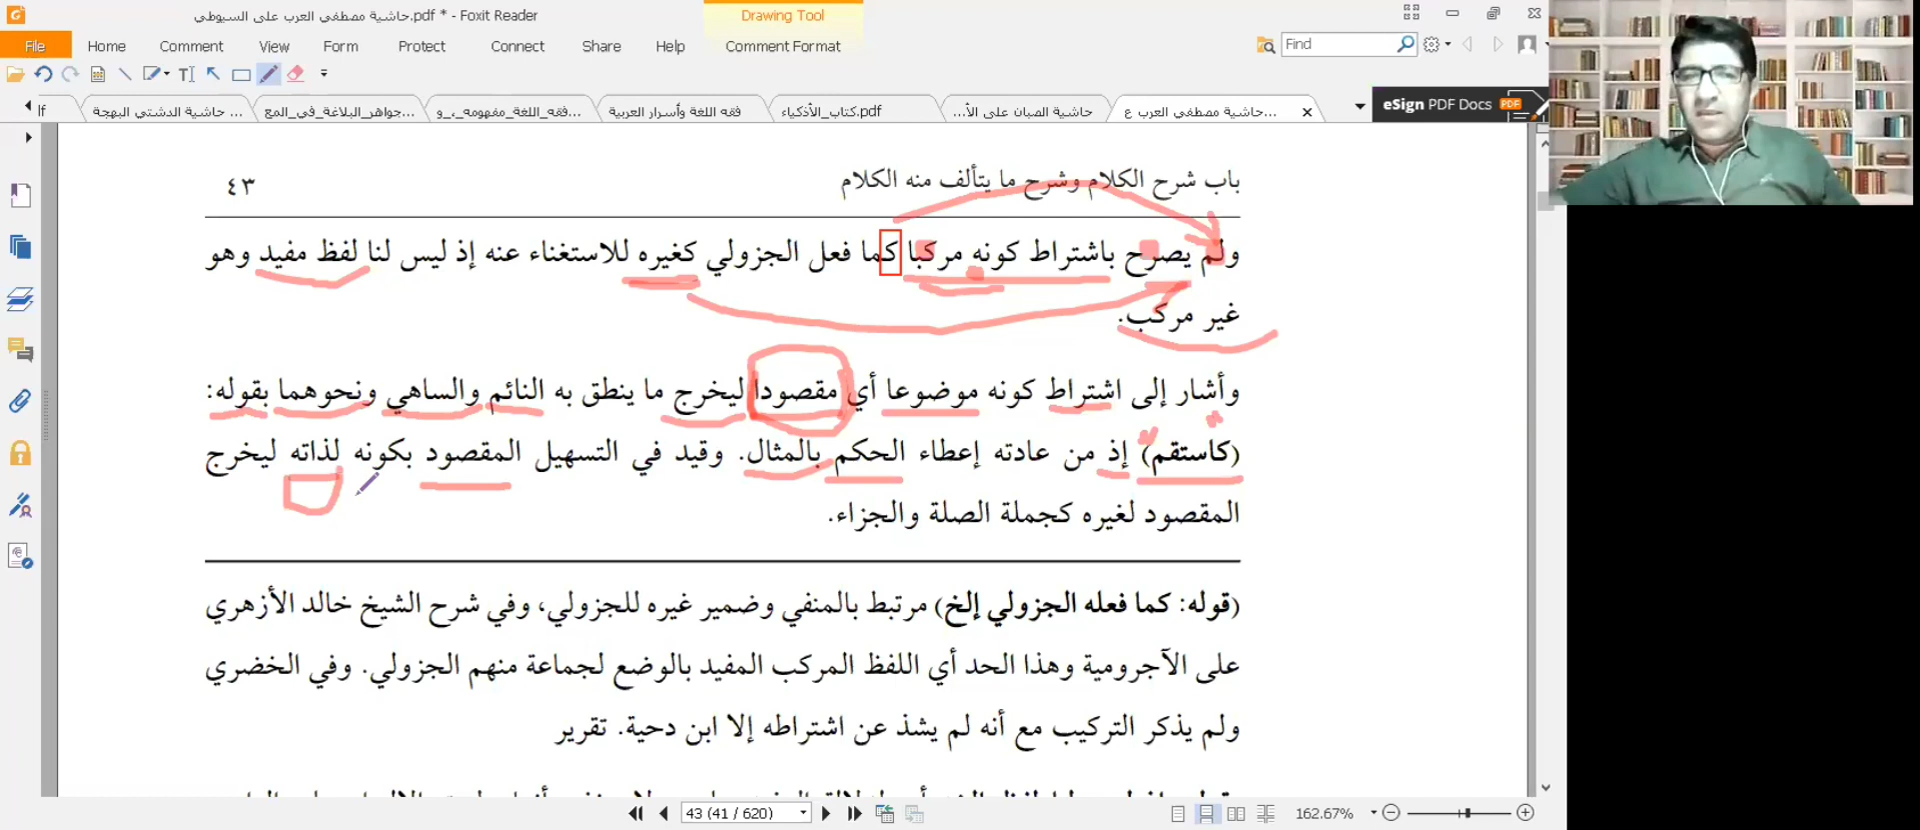 حاشية مصطفى العرب على السيوطي.pdf * - Foxit Reader
Drawing Tool
File Home Comment View Form Protect Connect Share Help Comment Format
Find
حاشية الدشتي البهجة ...
جواهر_البلاغة_في_المع...
فقه_اللغة_مفهومه_،_و...
فقه اللغة وأسرار العربية
كتاب_الأذكياء.pdf
حاشية الصبان على الأ...
حاشية مصطفى العرب ع...
eSign PDF Docs
باب شرح الكلام وشرح ما يتألف منه الكلام ٤٣
ولم يصرح باشتراط كونه مركبا كما فعل الجزولي كغيره للاستغناء عنه إذ ليس لنا لفظ مفيد وهو
غير مركب.
وأشار إلى اشتراط كونه موضوعا أي مقصودا ليخرج ما ينطق به النائم والساهي ونحوهما بقوله:
(كاستقم) إذ من عادته إعطاء الحكم بالمثال. وقيد في التسهيل المقصود بكونه لذاته ليخرج
المقصود لغيره كجملة الصلة والجزاء.
(قوله: كما فعله الجزولي إلخ) مرتبط بالمنفي وضمير غيره للجزولي، وفي شرح الشيخ خالد الأزهري
على الآجرومية وهذا الحد أي اللفظ المركب المفيد بالوضع لجماعة منهم الجزولي. وفي الخضري
ولم يذكر التركيب مع أنه لم يشذ عن اشتراطه إلا ابن دحية. تقرير
43 (41 / 620)
162.67%